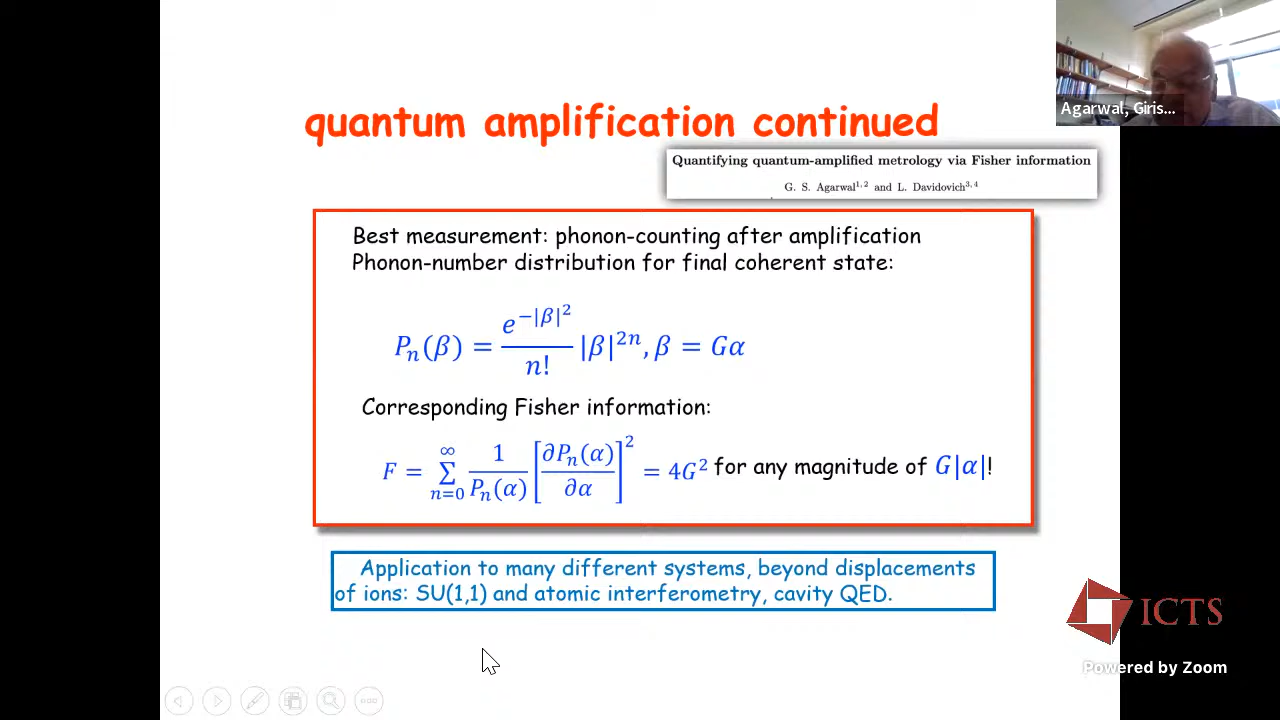 Agarwal, Giris...
quantum amplification continued
Quantifying quantum-amplified metrology via Fisher information
G. S. Agarwal1,2 and L. Davidovich3,4
Best measurement: phonon-counting after amplification
Phonon-number distribution for final coherent state:
Pₙ(β) = e^{−|β|²}/n! |β|²ⁿ, β = Gα
Corresponding Fisher information:
F = ∑_{n=0}^{∞} 1/Pₙ(α) [∂Pₙ(α)/∂α]² = 4G² for any magnitude of G|α|!
Application to many different systems, beyond displacements
of ions: SU(1,1) and atomic interferometry, cavity QED.
ICTS
Powered by Zoom